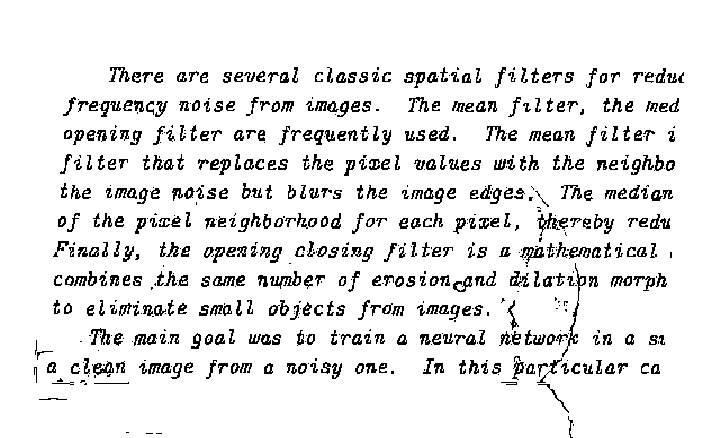 There are several classic spatial filters for reduc
frequency noise from images. The mean filter, the med
opening filter are frequently used. The mean filter i
filter that replaces the pixel values with the neighbo
the image noise but blurs the image edges. The median
of the pixel neighborhood for each pixel, thereby redu
Finally, the opening closing filter is a mathematical
combines the same number of erosion and dilation morph
to eliminate small objects from images.
The main goal was to train a neural network in a su
a clean image from a noisy one. In this particular ca